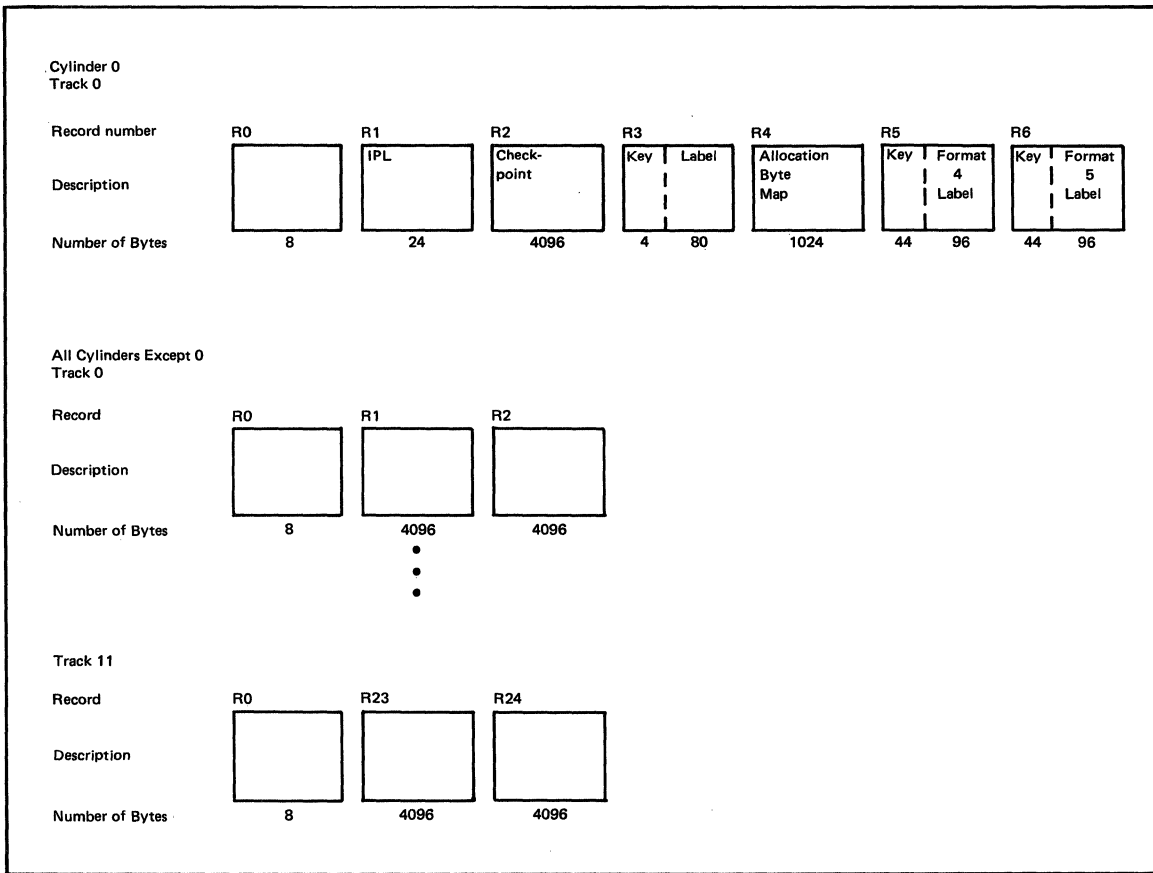 Cylinder 0
Track 0
Record number R0 R1 R2 R3 R4 R5 R6
Description
IPL
Check-
point
Key Label
Allocation
Byte
Map
Key Format
4
Label
Key Format
5
Label
Number of Bytes 8 24 4096 4 80 1024 44 96 44 96
All Cylinders Except 0
Track 0
Record R0 R1 R2
Description
Number of Bytes 8 4096 4096
Track 11
Record R0 R23 R24
Description
Number of Bytes 8 4096 4096